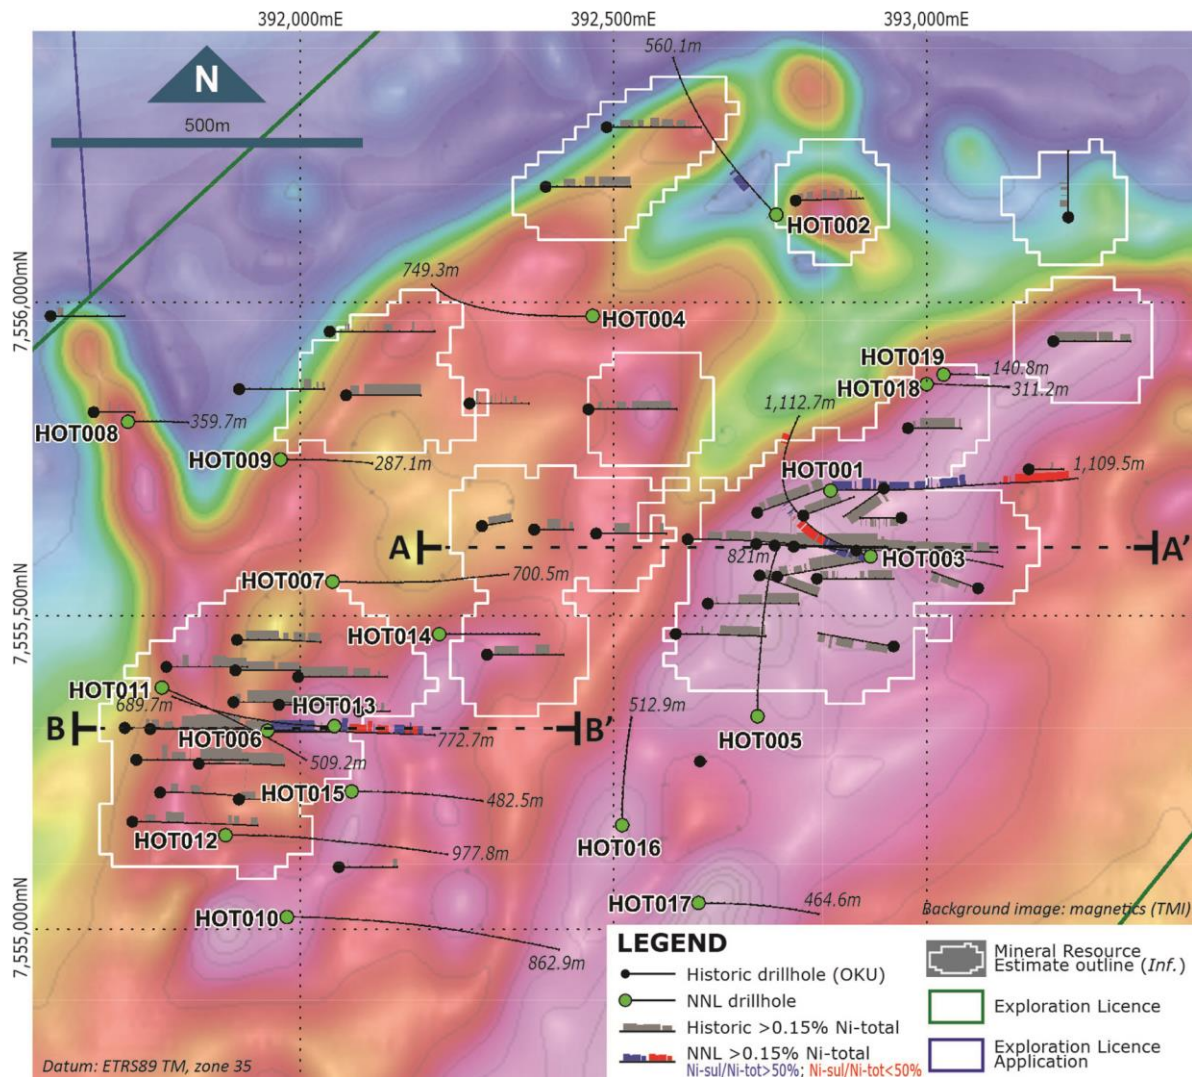 392,000mE
392,500mE
393,000mE
560.1m
N
500m
HOT002
749.3m
7,556,000mN
HOT004
HOT019
140.8m
HOT018
311.2m
1,112.7m
359.7m
HOT008
HOT009
287.1m
HOT001
1,109.5m
A
A'
821m
HOT003
HOT007
700.5m
7,555,500mN
HOT014
HOT011
689.7m
HOT013
512.9m
B
B'
HOT006
772.7m
HOT005
509.2m
HOT015
482.5m
HOT012
977.8m
HOT016
HOT017
464.6m
HOT010
Background image: magnetics (TMI)
7,555,000mN
862.9m
LEGEND
Historic drillhole (OKU)
NNL drillhole
Historic >0.15% Ni-total
NNL >0.15% Ni-total
Ni-sul/Ni-tot>50%; Ni-sul/Ni-tot<50%
Mineral Resource
Estimate outline (Inf.)
Exploration Licence
Exploration Licence
Application
Datum: ETRS89 TM, zone 35